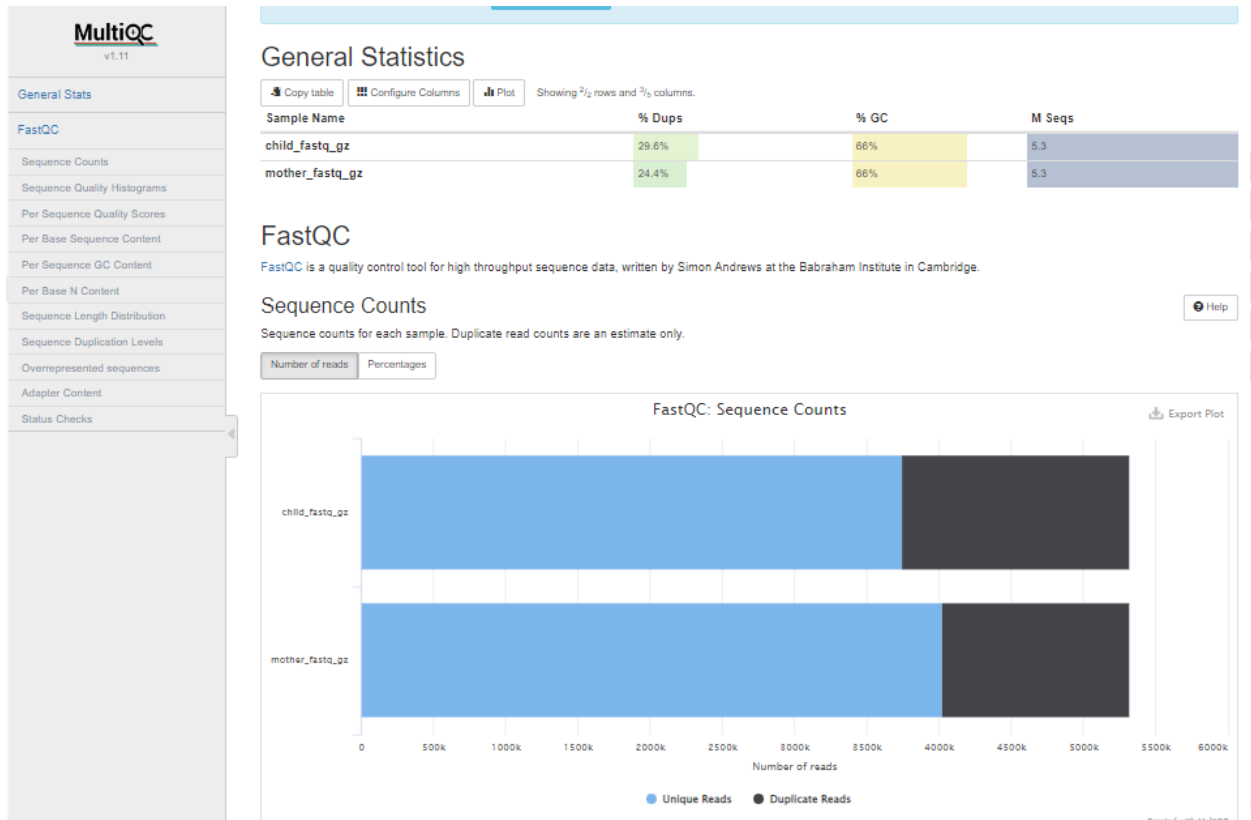 MultiQC
v1.11
General Stats
FastQC
Sequence Counts
Sequence Quality Histograms
Per Sequence Quality Scores
Per Base Sequence Content
Per Sequence GC Content
Per Base N Content
Sequence Length Distribution
Sequence Duplication Levels
Overrepresented sequences
Adapter Content
Status Checks
General Statistics
Copy table Configure Columns Plot Showing 2/2 rows and 3/5 columns.
Sample Name % Dups % GC M Seqs
child_fastq_gz 29.6% 66% 5.3
mother_fastq_gz 24.4% 66% 5.3
FastQC
FastQC is a quality control tool for high throughput sequence data, written by Simon Andrews at the Babraham Institute in Cambridge.
Sequence Counts
Help
Sequence counts for each sample. Duplicate read counts are an estimate only.
Number of reads Percentages
FastQC: Sequence Counts
Export Plot
child_fastq_gz
mother_fastq_gz
0 500k 1000k 1500k 2000k 2500k 3000k 3500k 4000k 4500k 5000k 5500k 6000k
Number of reads
Unique Reads Duplicate Reads